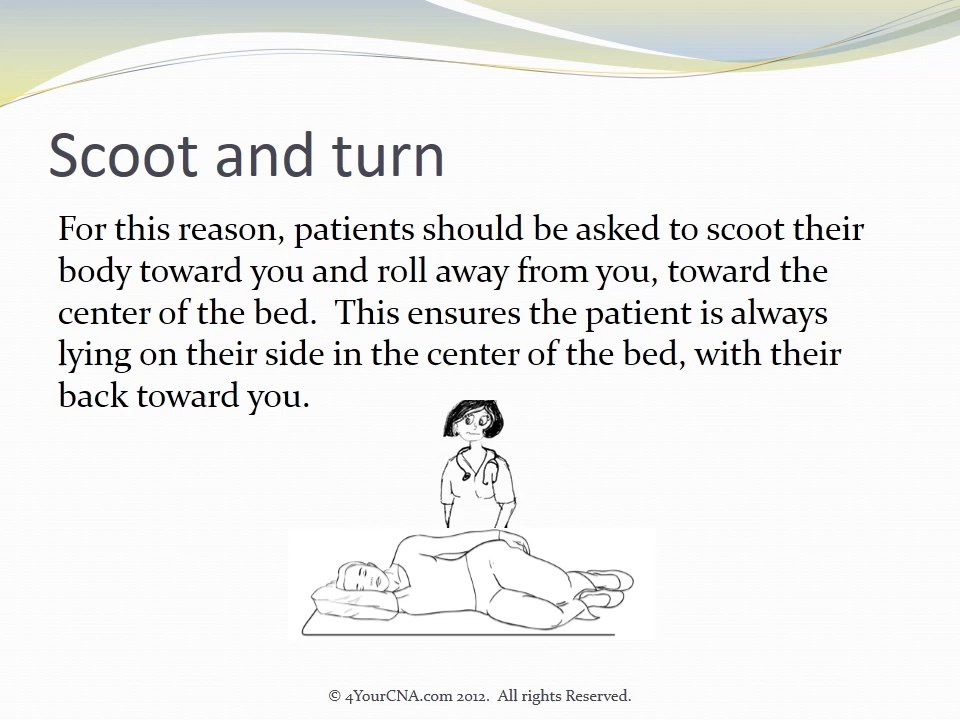 Scoot and turn
For this reason, patients should be asked to scoot their
body toward you and roll away from you, toward the
center of the bed.  This ensures the patient is always
lying on their side in the center of the bed, with their
back toward you.
© 4YourCNA.com 2012.  All rights Reserved.